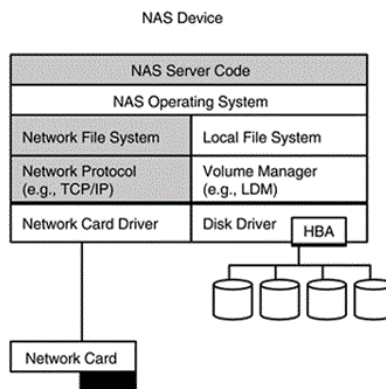 NAS Device
NAS Server Code
NAS Operating System
Network File System
Local File System
Network Protocol
(e.g., TCP/IP)
Volume Manager
(e.g., LDM)
Network Card Driver
Disk Driver
HBA
Network Card